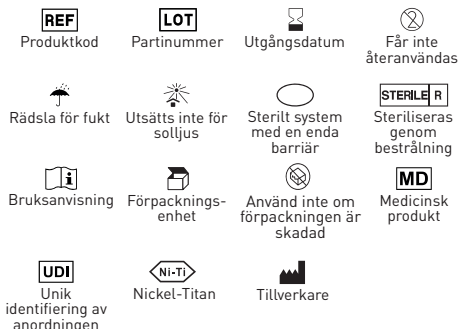 REF
Produktkod
LOT
Partinummer
Utgångsdatum
2
Får inte
återanvändas
Rädsla för fukt
Utsätts inte för
solljus
Sterilt system
med en enda
barriär
STERILE R
Steriliseras
genom
bestrålning
i
Bruksanvisning
Förpacknings-
enhet
Använd inte om
förpackningen är
skadad
MD
Medicinsk
produkt
UDI
Unik
identifiering av
anordningen
Ni-Ti
Nickel-Titan
Tillverkare